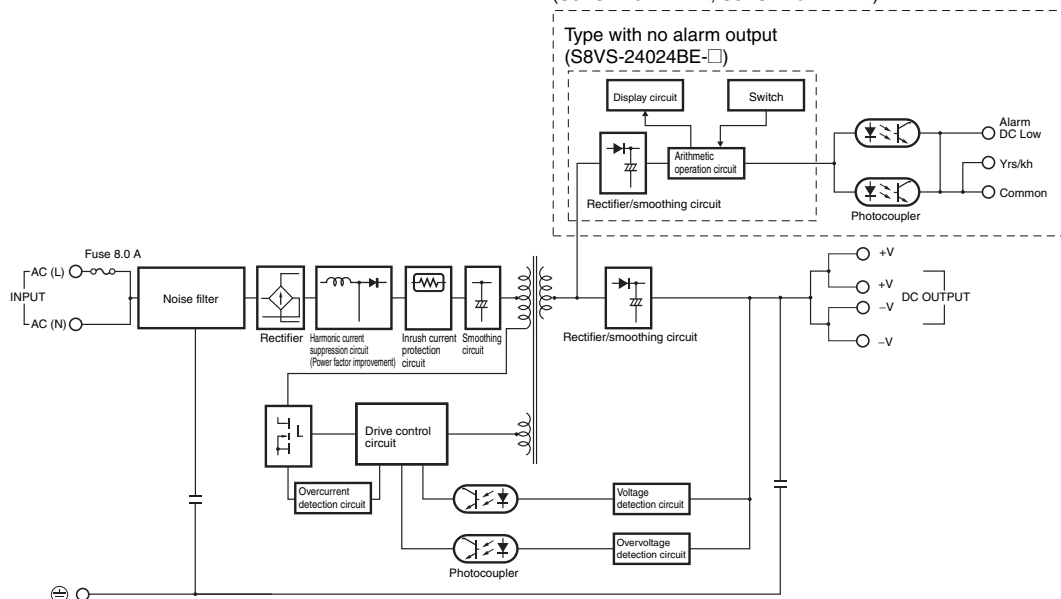 Type with no alarm output
(S8VS-24024BE-□)
Display circuit
Switch
Arithmetic
operation circuit
Rectifier/smoothing circuit
Alarm
DC Low
Yrs/kh
Common
Photocoupler
Fuse 8.0 A
AC (L)
INPUT
AC (N)
Noise filter
Rectifier
Harmonic current
suppression circuit
(Power factor improvement)
Inrush current
protection
circuit
Smoothing
circuit
Rectifier/smoothing circuit
+V
+V
DC OUTPUT
−V
−V
Drive control
circuit
Overcurrent
detection circuit
Voltage
detection circuit
Overvoltage
detection circuit
Photocoupler